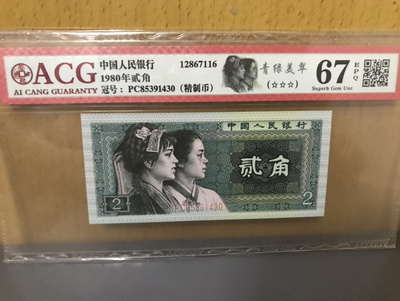 ACG
AI CANG GUARANTY
中国人民银行 12867116
1980年贰角
冠号：PC85391430（精制币）
青绿美翠
(☆☆☆)
67 EPQ
Superb Gem Unc
中国人民银行
贰角
PC85391430
2
2